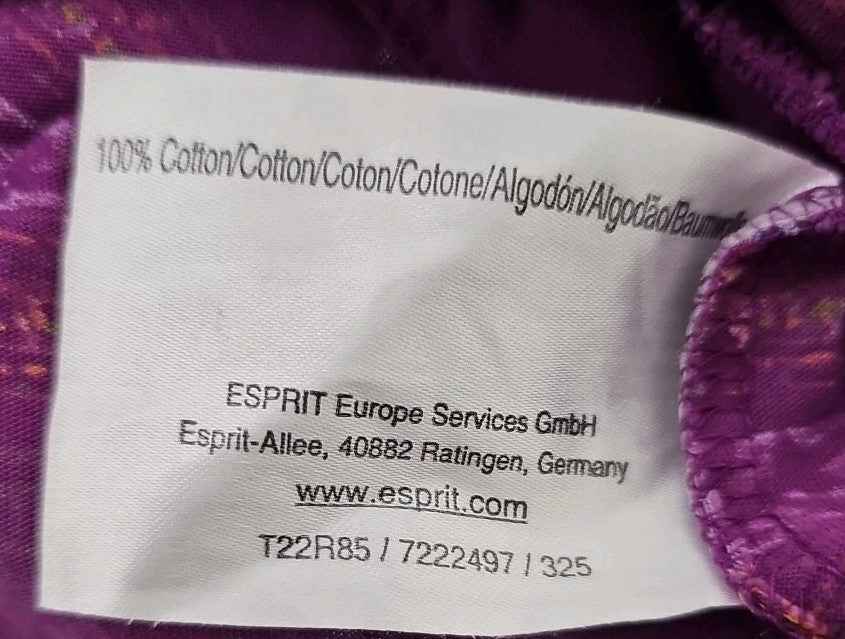 100% Cotton/Cotton/Coton/Cotone/Algodón/Algodão/
ESPRIT Europe Services GmbH
Esprit-Allee, 40882 Ratingen, Germany
www.esprit.com
T22R85 / 7222497 / 325